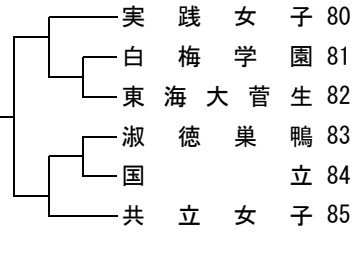 実践女子 80
白梅学園 81
東海大菅生 82
淑徳巣鴨 83
国立 84
共立女子 85